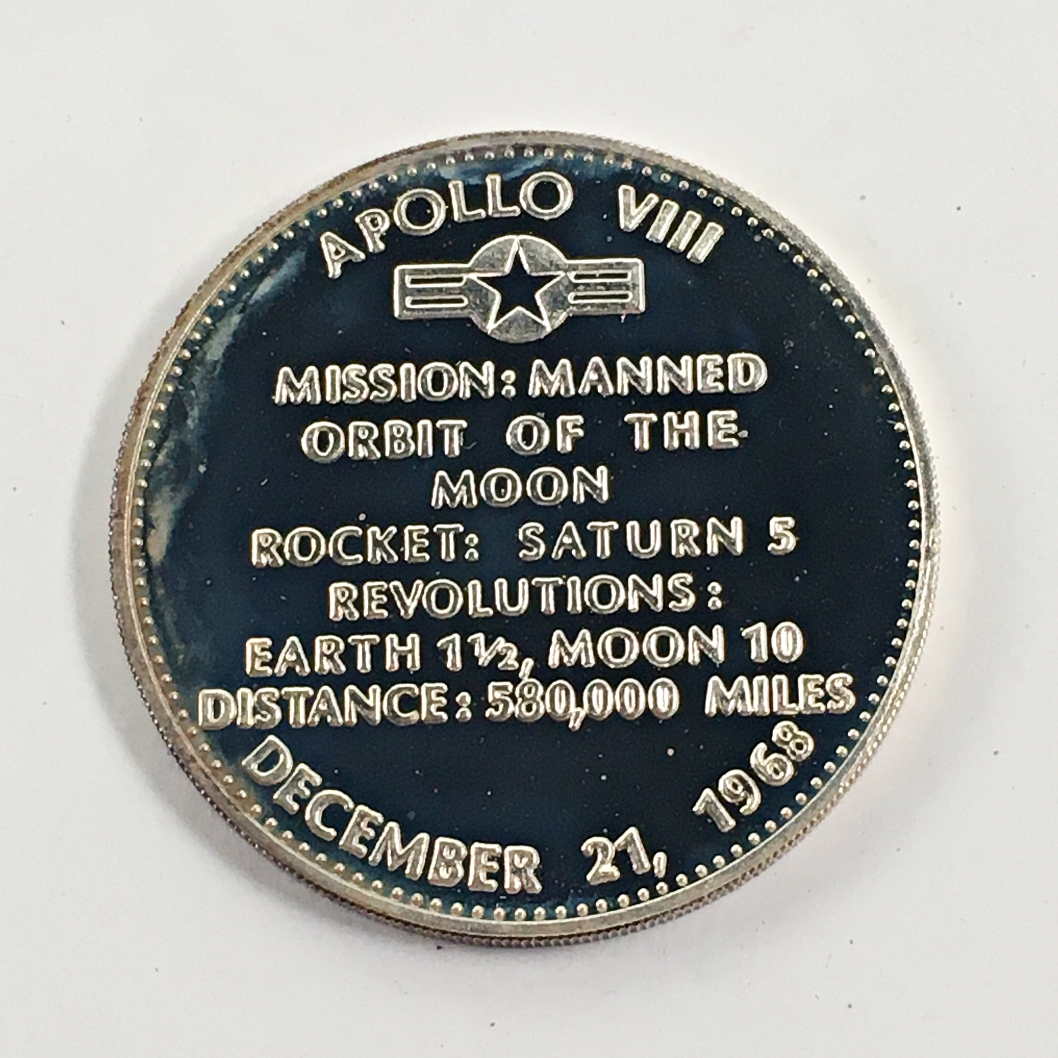 APOLLO VIII
MISSION: MANNED
ORBIT OF THE
MOON
ROCKET: SATURN 5
REVOLUTIONS:
EARTH 1½, MOON 10
DISTANCE: 580,000 MILES
DECEMBER 21, 1968